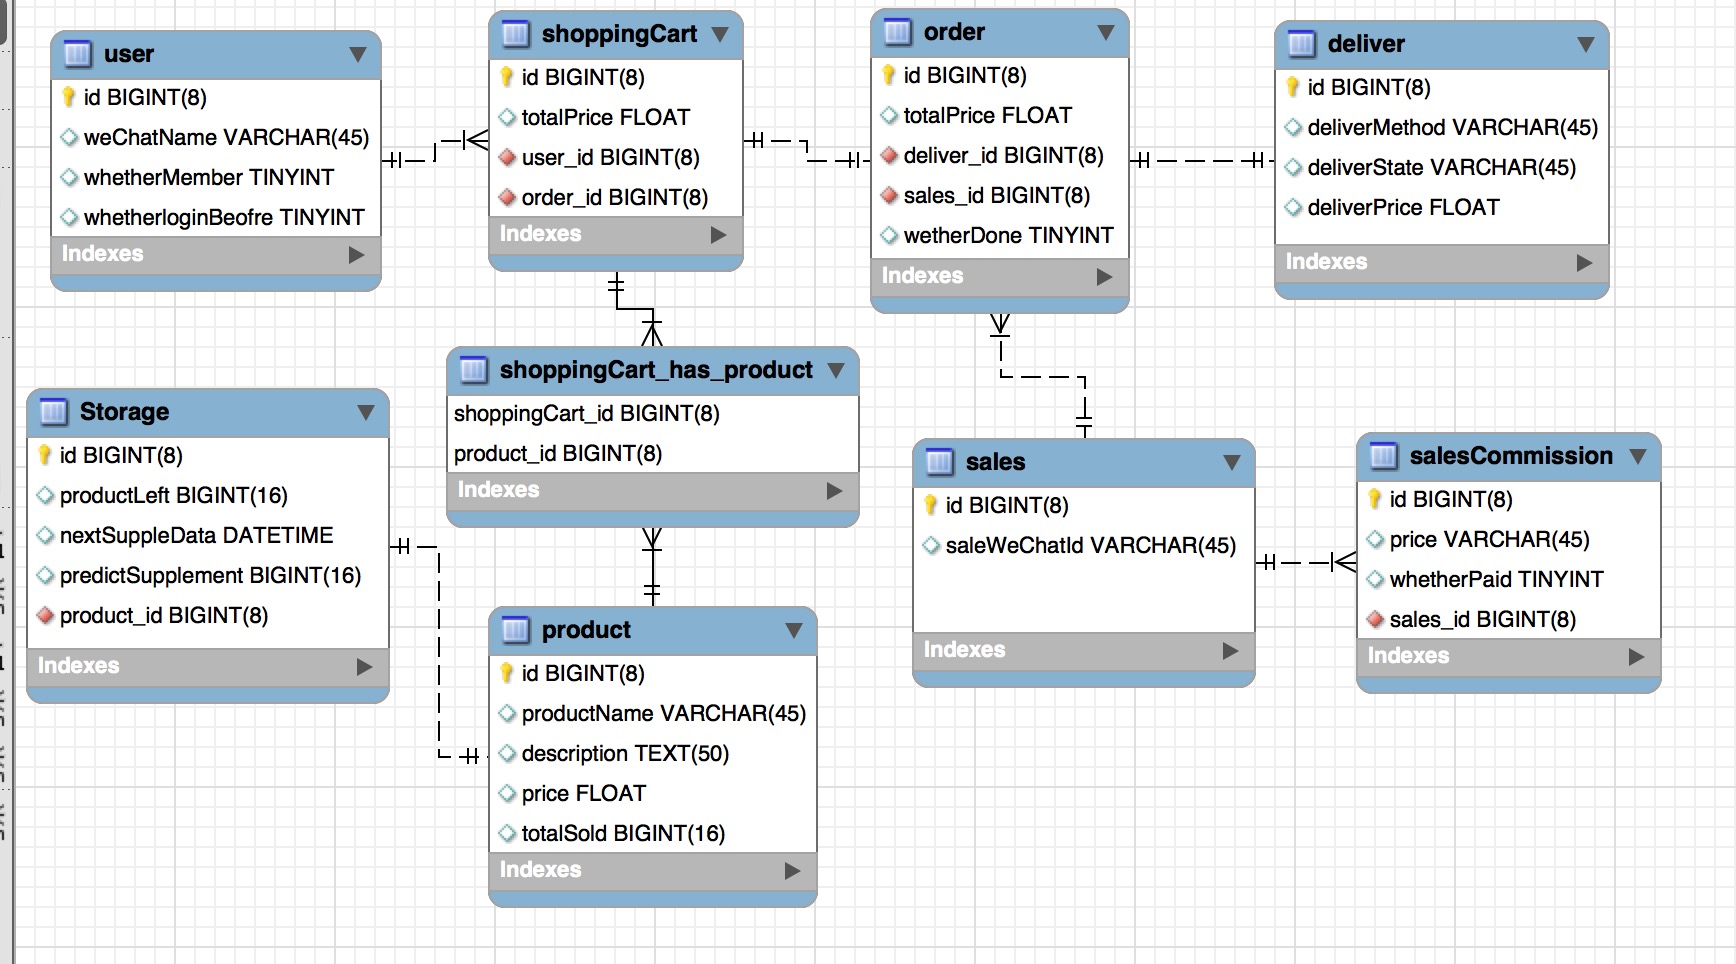 user
id BIGINT(8)
weChatName VARCHAR(45)
whetherMember TINYINT
whetherloginBeofre TINYINT
Indexes
shoppingCart
id BIGINT(8)
totalPrice FLOAT
user_id BIGINT(8)
order_id BIGINT(8)
Indexes
order
id BIGINT(8)
totalPrice FLOAT
deliver_id BIGINT(8)
sales_id BIGINT(8)
wetherDone TINYINT
Indexes
deliver
id BIGINT(8)
deliverMethod VARCHAR(45)
deliverState VARCHAR(45)
deliverPrice FLOAT
Indexes
shoppingCart_has_product
shoppingCart_id BIGINT(8)
product_id BIGINT(8)
Indexes
Storage
id BIGINT(8)
productLeft BIGINT(16)
nextSuppleData DATETIME
predictSupplement BIGINT(16)
product_id BIGINT(8)
Indexes
sales
id BIGINT(8)
saleWeChatId VARCHAR(45)
Indexes
salesCommission
id BIGINT(8)
price VARCHAR(45)
whetherPaid TINYINT
sales_id BIGINT(8)
Indexes
product
id BIGINT(8)
productName VARCHAR(45)
description TEXT(50)
price FLOAT
totalSold BIGINT(16)
Indexes